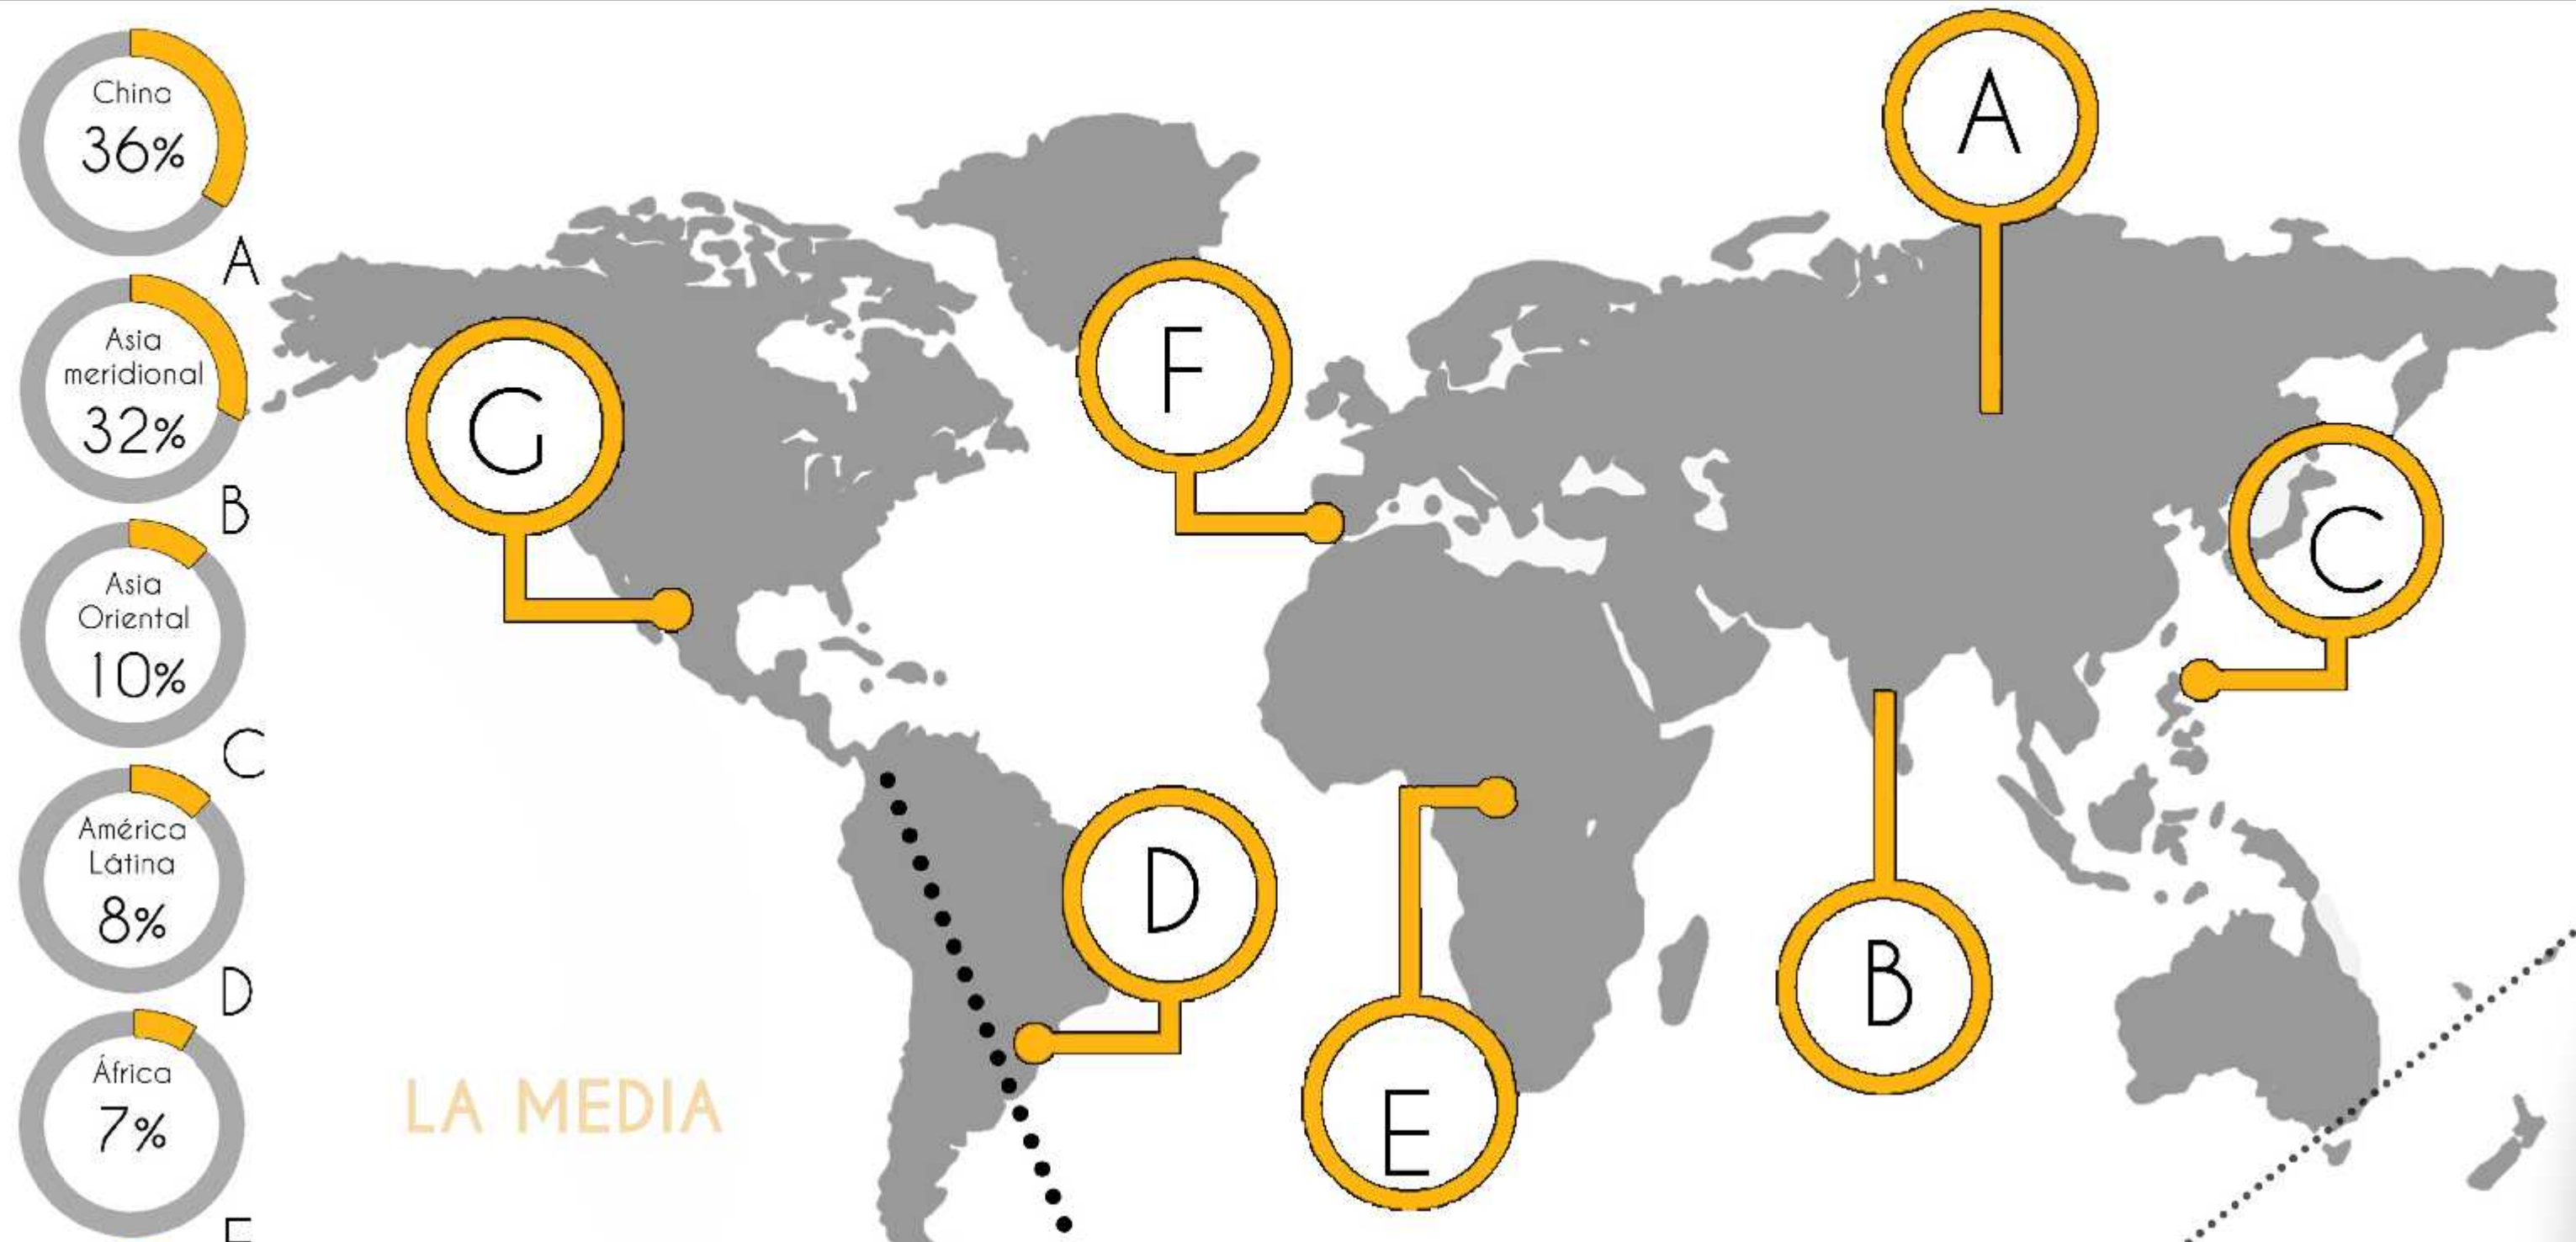 China
36%
A
Asia
meridional
32%
B
Asia
Oriental
10%
C
América
Látina
8%
D
África
7%
E
A
F
G
C
D
B
E
LA MEDIA